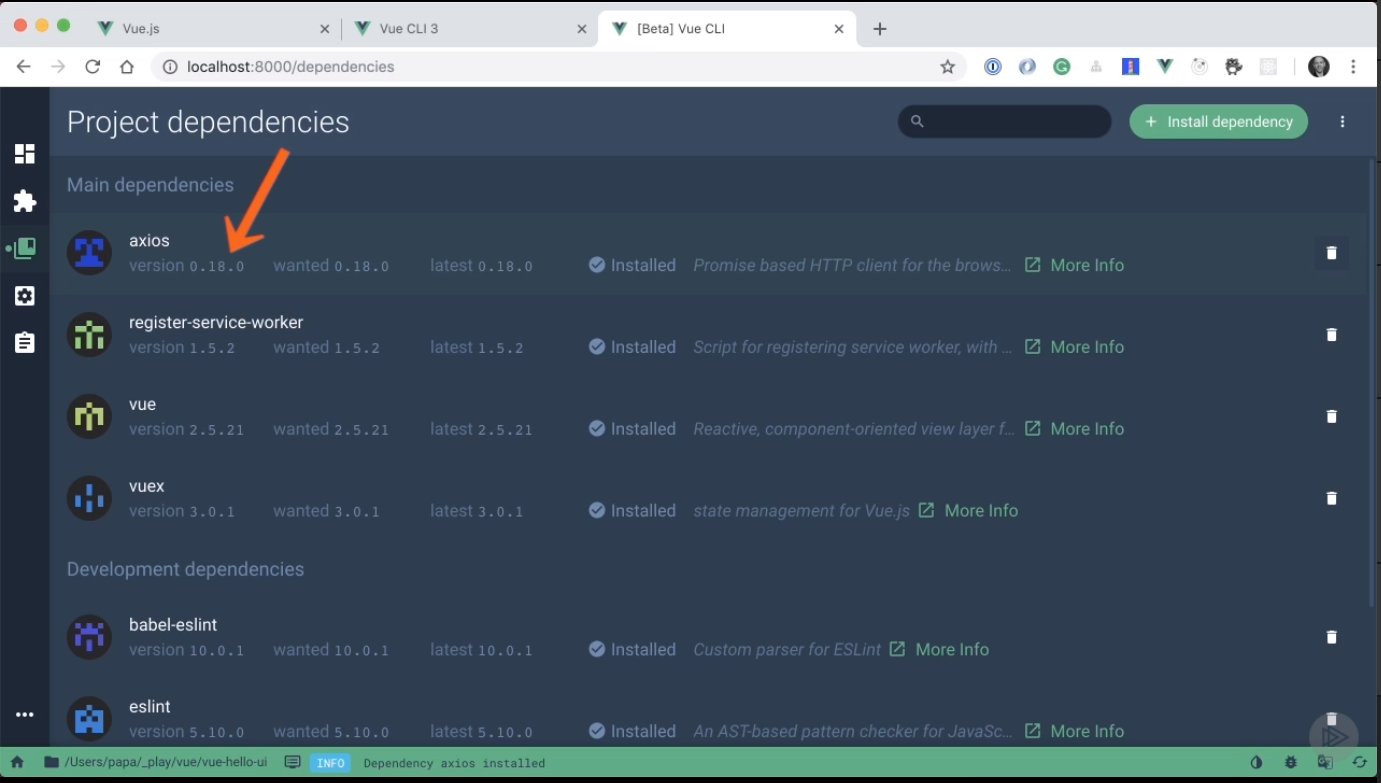 Vue.js
Vue CLI 3
[Beta] Vue CLI
localhost:8000/dependencies
Project dependencies
Install dependency
Main dependencies
axios
version 0.18.0 wanted 0.18.0 latest 0.18.0 Installed Promise based HTTP client for the brows... More Info
register-service-worker
version 1.5.2 wanted 1.5.2 latest 1.5.2 Installed Script for registering service worker, with ... More Info
vue
version 2.5.21 wanted 2.5.21 latest 2.5.21 Installed Reactive, component-oriented view layer f... More Info
vuex
version 3.0.1 wanted 3.0.1 latest 3.0.1 Installed state management for Vue.js More Info
Development dependencies
babel-eslint
version 10.0.1 wanted 10.0.1 latest 10.0.1 Installed Custom parser for ESLint More Info
eslint
version 5.10.0 wanted 5.10.0 latest 5.10.0 Installed An AST-based pattern checker for JavaSc... More Info
/Users/papa/_play/vue/vue-hello-ui INFO Dependency axios installed